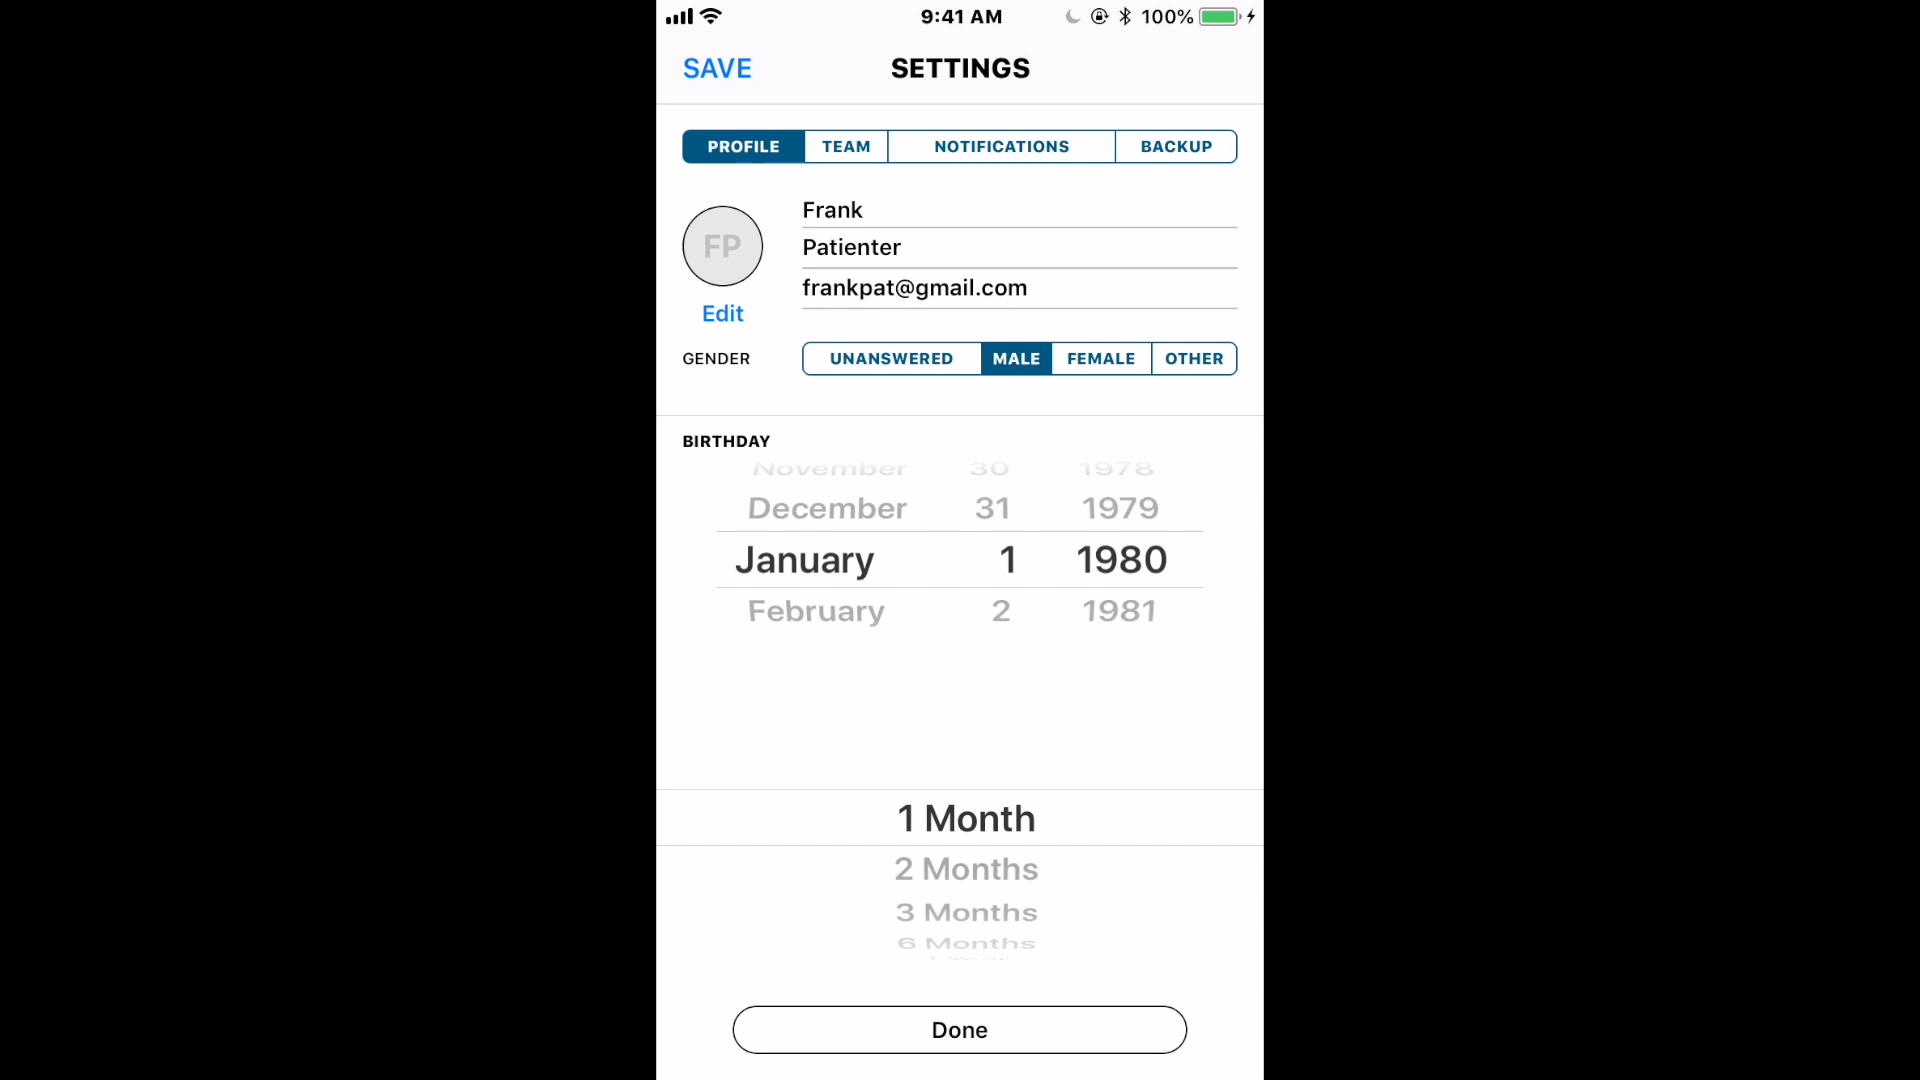 9:41 AM 100%
SAVE SETTINGS
PROFILE TEAM NOTIFICATIONS BACKUP
Frank
FP
Patienter
frankpat@gmail.com
Edit
GENDER UNANSWERED MALE FEMALE OTHER
BIRTHDAY
November 30 1978
December 31 1979
January 1 1980
February 2 1981
1 Month
2 Months
3 Months
6 Months
Done